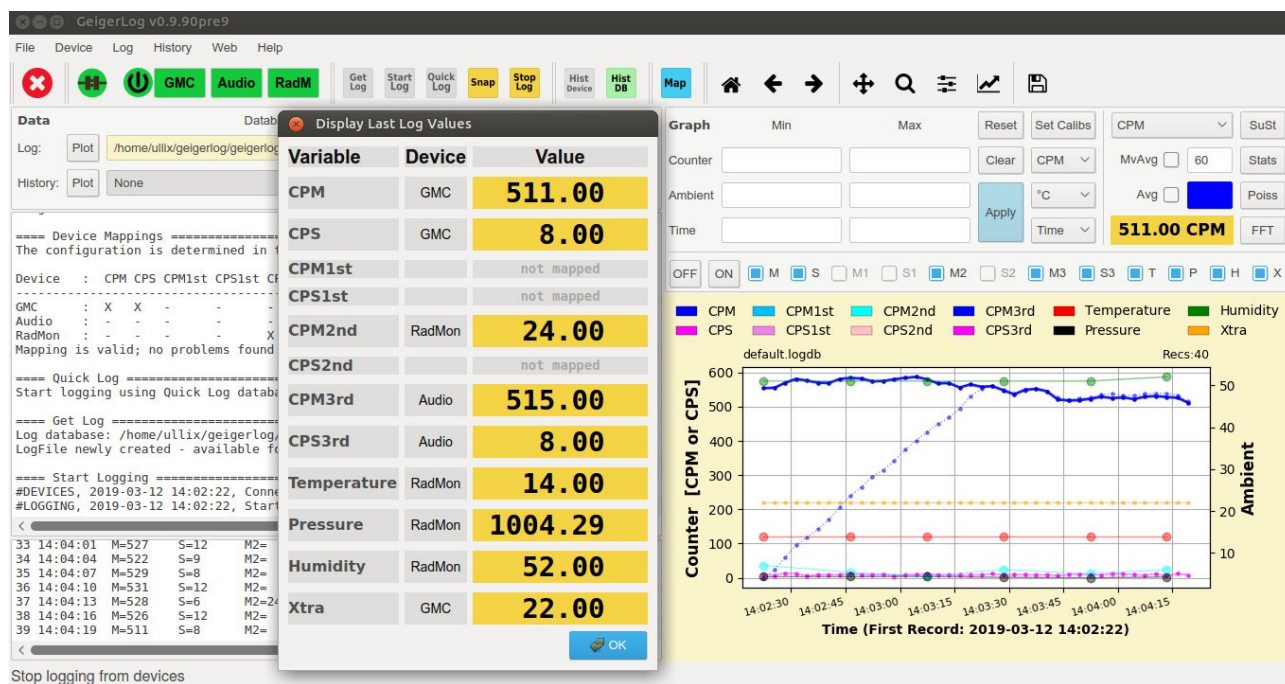 GeigerLog v0.9.90pre9
File Device Log History Web Help
GMC Audio RadM Get Log Start Log Quick Log Snap Stop Log Hist Device Hist DB Map
Data Datab
Log: Plot /home/ullix/geigerlog/geigerlog
History: Plot None
==== Device Mappings ================
The configuration is determined in t
Device : CPM CPS CPM1st CPS1st CP
GMC : X X - - -
Audio : - - - - -
RadMon : - - - - X
Mapping is valid; no problems found
==== Quick Log =====================
Start logging using Quick Log databa
==== Get Log =======================
Log database: /home/ullix/geigerlog/
LogFile newly created - available fo
==== Start Logging =================
#DEVICES, 2019-03-12 14:02:22, Conne
#LOGGING, 2019-03-12 14:02:22, Start
33 14:04:01 M=527 S=12 M2=
34 14:04:04 M=522 S=9 M2=
35 14:04:07 M=529 S=8 M2=
36 14:04:10 M=531 S=12 M2=
37 14:04:13 M=528 S=6 M2=24
38 14:04:16 M=526 S=12 M2=
39 14:04:19 M=511 S=8 M2=
Stop logging from devices
Display Last Log Values
Variable Device Value
CPM GMC 511.00
CPS GMC 8.00
CPM1st not mapped
CPS1st not mapped
CPM2nd RadMon 24.00
CPS2nd not mapped
CPM3rd Audio 515.00
CPS3rd Audio 8.00
Temperature RadMon 14.00
Pressure RadMon 1004.29
Humidity RadMon 52.00
Xtra GMC 22.00
OK
Graph Min Max Reset Set Calibs CPM SuSt
Counter Clear CPM MvAvg 60 Stats
Ambient Apply °C Avg Poiss
Time Time 511.00 CPM FFT
OFF ON M S M1 S1 M2 S2 M3 S3 T P H X
CPM CPM1st CPM2nd CPM3rd Temperature Humidity
CPS CPS1st CPS2nd CPS3rd Pressure Xtra
default.logdb Recs:40
Counter [CPM or CPS]
600
500
400
300
200
100
0
50
40
30
20
10
Ambient
14:02:30 14:02:45 14:03:00 14:03:15 14:03:30 14:03:45 14:04:00 14:04:15
Time (First Record: 2019-03-12 14:02:22)